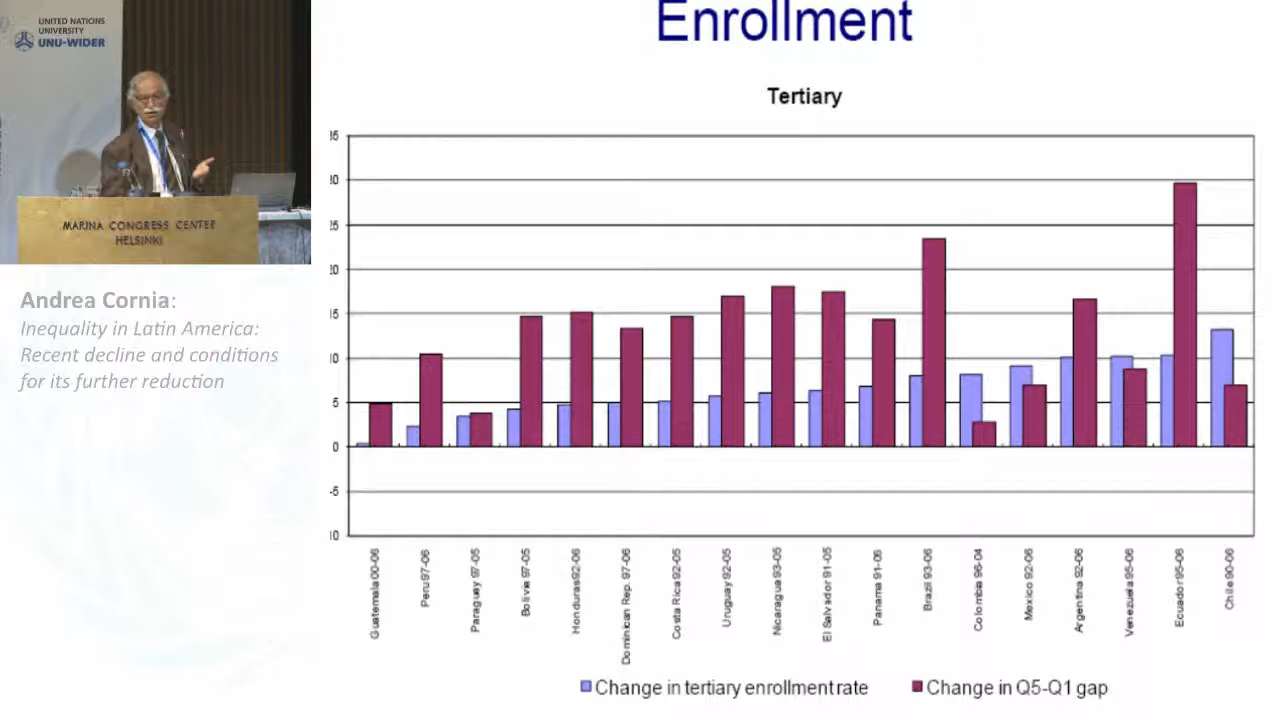 UNITED NATIONS
UNIVERSITY
UNU-WIDER
MARINA CONGRESS CENTER
HELSINKI
Andrea Cornia:
Inequality in Latin America:
Recent decline and conditions
for its further reduction
Enrollment
Tertiary
35
30
25
20
15
10
5
0
-5
10
Guatemala 00-06
Peru 97-06
Paraguay 97-05
Bolivia 97-05
Honduras 92-06
Dominican Rep. 97-06
Costa Rica 92-05
Uruguay 92-05
Nicaragua 93-05
El Salvador 91-05
Panama 91-06
Brazil 93-06
Colombia 96-04
Mexico 92-06
Argentina 92-06
Venezuela 95-06
Ecuador 95-06
Chile 90-06
Change in tertiary enrollment rate
Change in Q5-Q1 gap